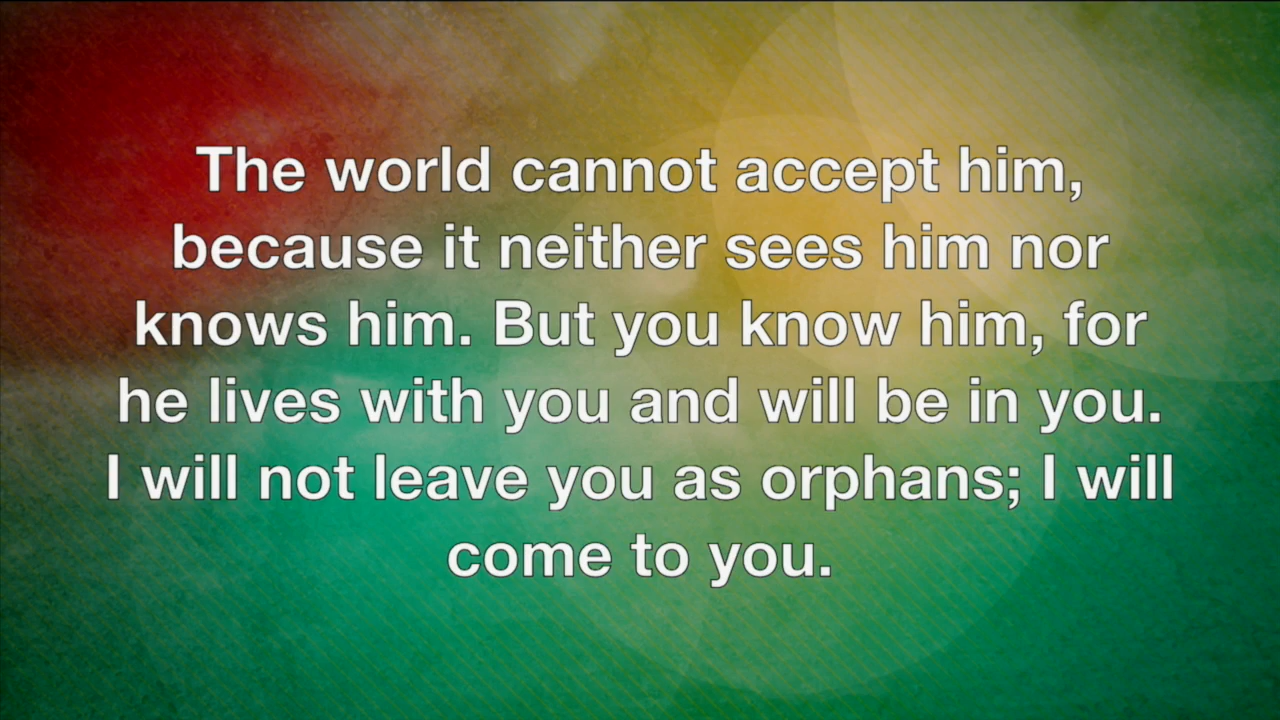 The world cannot accept him,
because it neither sees him nor
knows him. But you know him, for
he lives with you and will be in you.
I will not leave you as orphans; I will
come to you.